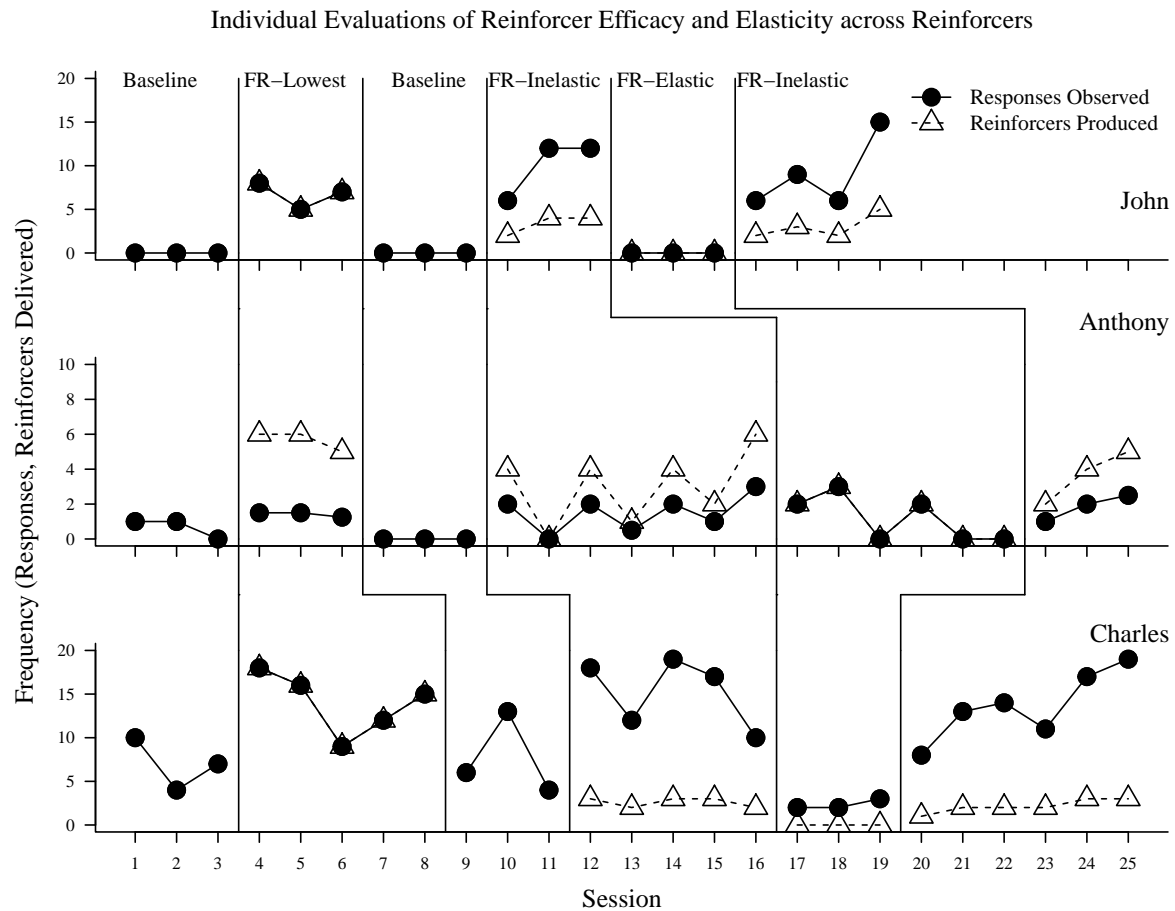 Individual Evaluations of Reinforcer Efficacy and Elasticity across Reinforcers
Baseline FR−Lowest Baseline FR−Inelastic FR−Elastic FR−Inelastic
Responses Observed
Reinforcers Produced
20
15
10
5
0
John
Frequency (Responses, Reinforcers Delivered)
Anthony
10
8
6
4
2
0
Charles
20
15
10
5
0
1 2 3 4 5 6 7 8 9 10 11 12 13 14 15 16 17 18 19 20 21 22 23 24 25
Session